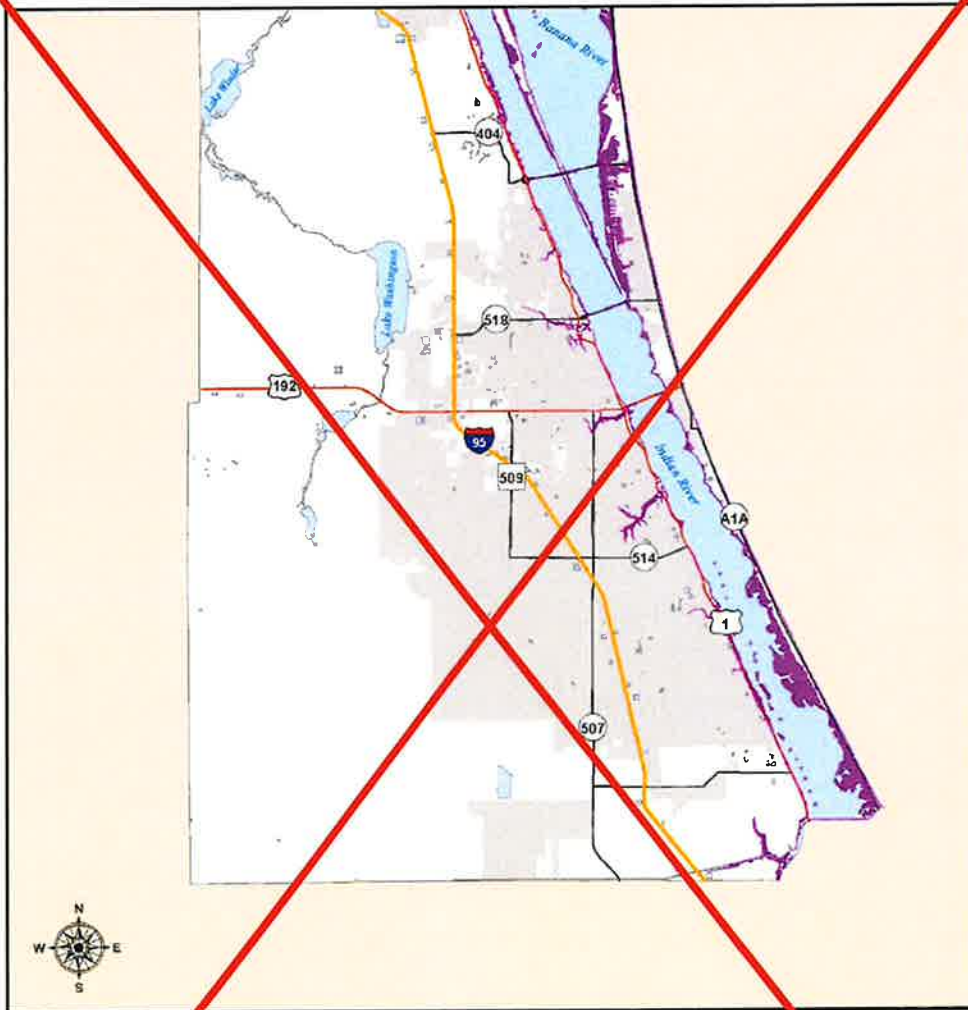 Banana River
Lake Winder
404
Lake Washington
518
192
95
509
Indian River
A1A
514
1
507
N
W E
S